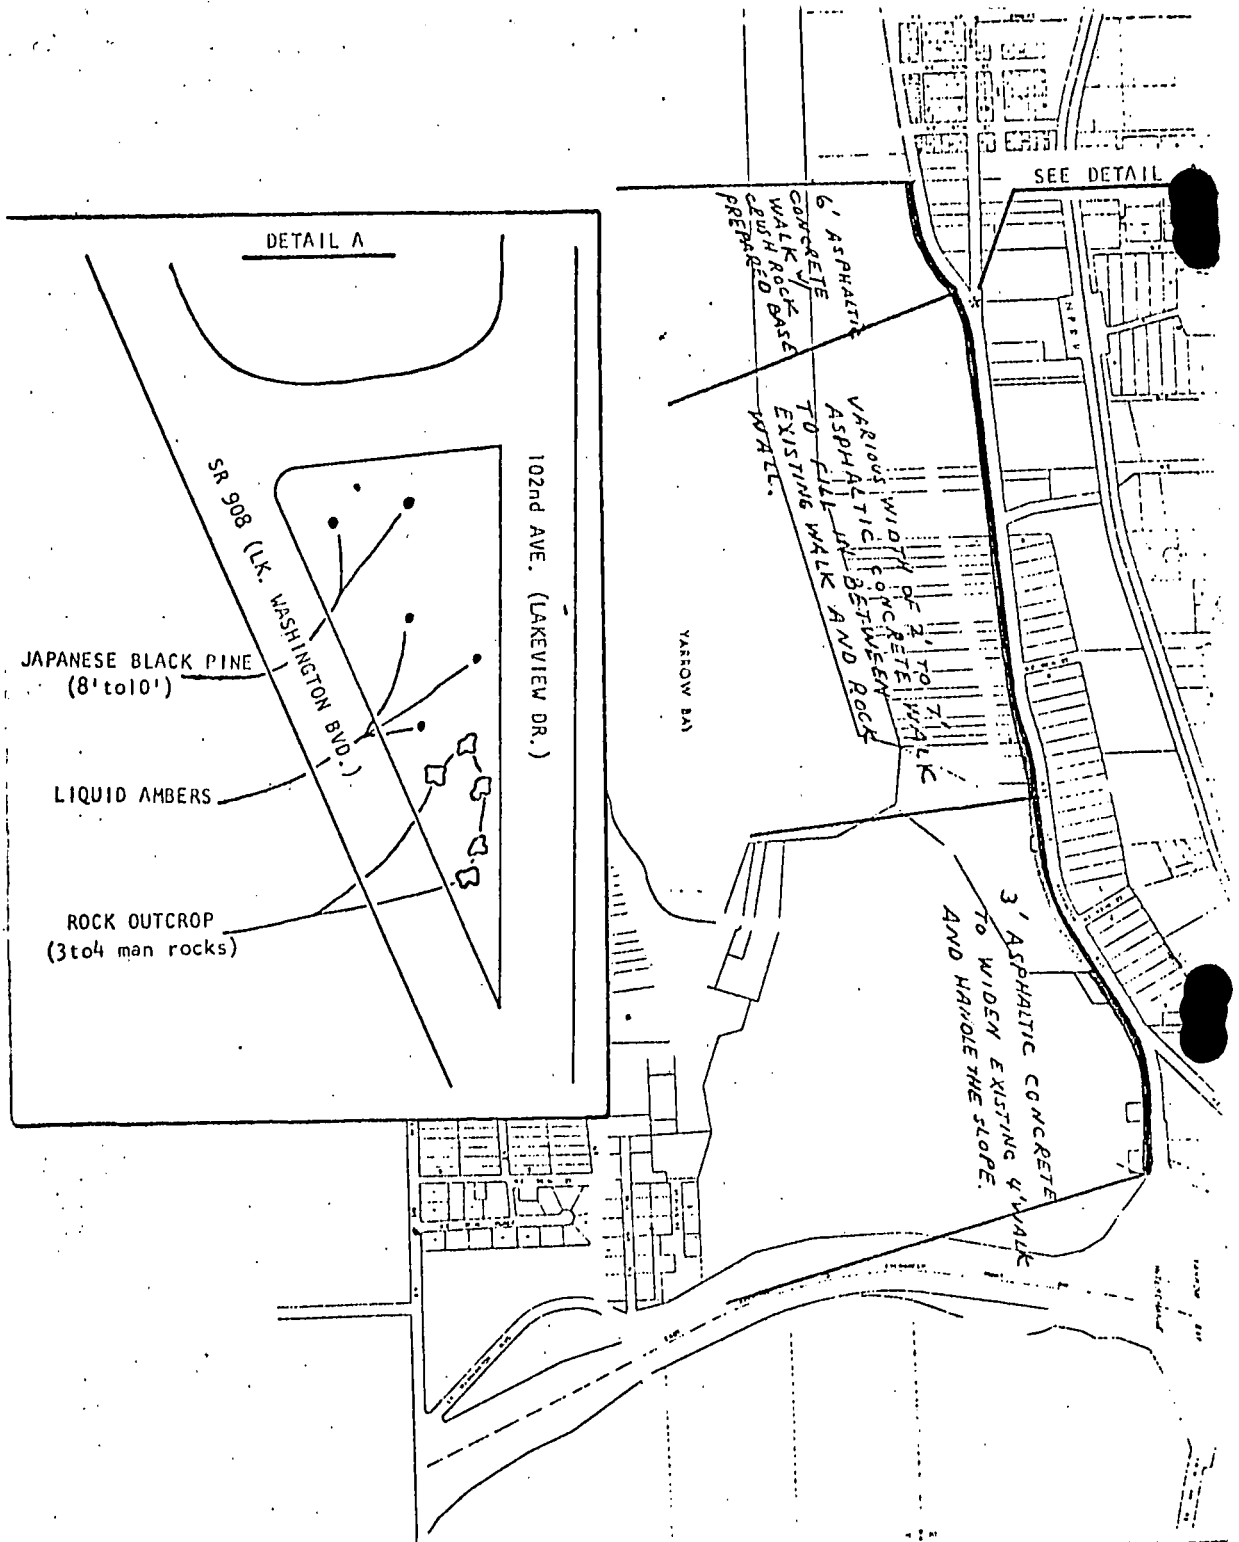 SEE DETAIL
6' ASPHALTIC
CONCRETE
WALK W/
CRUSH ROCK
PREPARED BASE
VARIOUS WIDTH OF 2' TO 7'
ASPHALTIC CONCRETE WALK
TO FILL IN BETWEEN
EXISTING WALK AND ROCK
WALL.
3' ASPHALTIC CONCRETE
TO WIDEN EXISTING 4' WALK
AND HANDLE THE SLOPE.
YARROW BAY
DETAIL A
102nd AVE. (LAKEVIEW DR.)
SR 908 (LK. WASHINGTON BVD.)
JAPANESE BLACK PINE
(8'to10')
LIQUID AMBERS
ROCK OUTCROP
(3to4 man rocks)